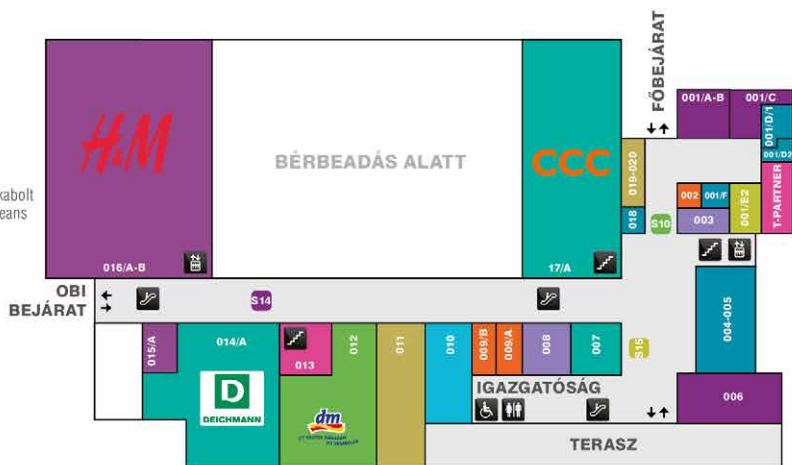 FŐBEJÁRAT
001/A-B
001/C
001/D/1
001/D2
H&M
BÉRBEADÁS ALATT
CCC
019-020
T-PARTNER
kabolt
eans
002
001/F
001/E2
018
S10
003
016/A-B
17/A
OBI
BEJÁRAT
S14
004-005
015/A
014/A
013
012
011
010
009/B
009/A
008
007
S15
D
DEICHMANN
IGAZGATÓSÁG
006
dm
TERASZ